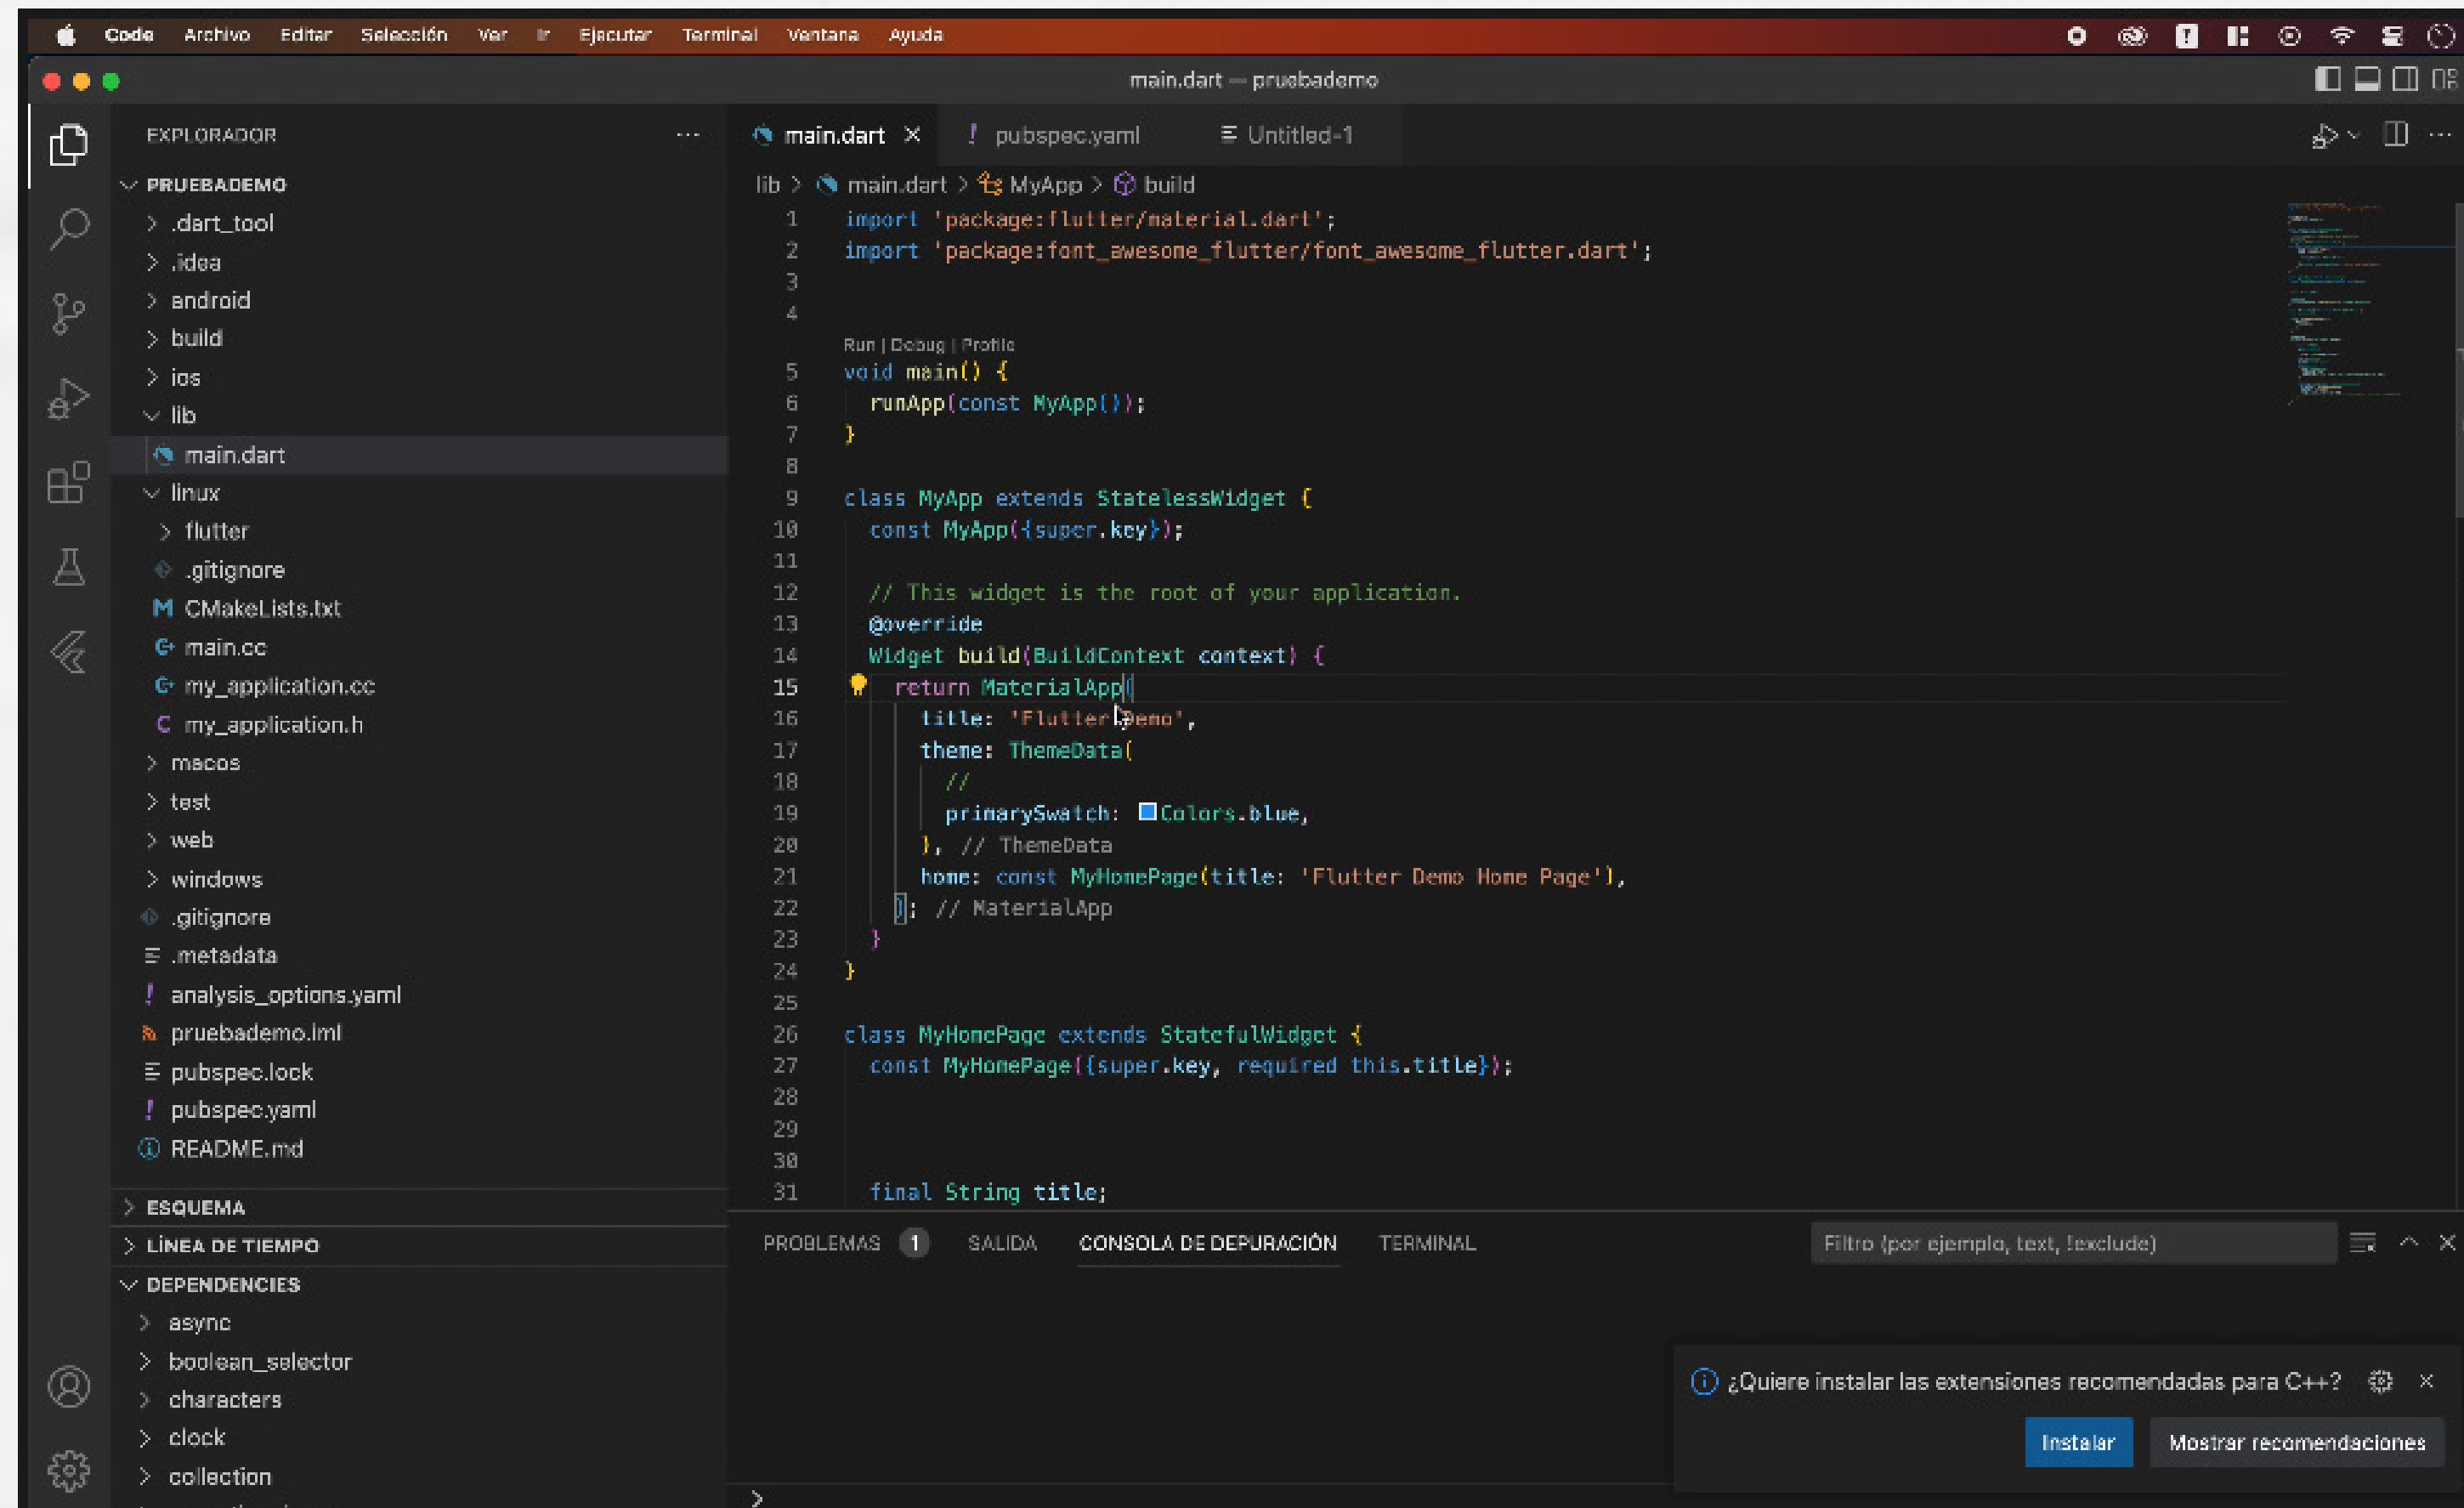 Code Archivo Editar Selección Ver Ir Ejecutar Terminal Ventana Ayuda
main.dart — pruebademo
EXPLORADOR
PRUEBADEMO
.dart_tool
.idea
android
build
ios
lib
main.dart
linux
flutter
.gitignore
CMakeLists.txt
main.cc
my_application.cc
my_application.h
macos
test
web
windows
.gitignore
.metadata
analysis_options.yaml
pruebademo.iml
pubspec.lock
pubspec.yaml
README.md
ESQUEMA
LÍNEA DE TIEMPO
DEPENDENCIES
async
boolean_selector
characters
clock
collection
main.dart pubspec.yaml Untitled-1
lib > main.dart > MyApp > build
1 import 'package:flutter/material.dart';
2 import 'package:font_awesome_flutter/font_awesome_flutter.dart';
3
4
Run | Debug | Profile
5 void main() {
6 runApp(const MyApp());
7 }
8
9 class MyApp extends StatelessWidget {
10 const MyApp({super.key});
11
12 // This widget is the root of your application.
13 @override
14 Widget build(BuildContext context) {
15 return MaterialApp(
16 title: 'Flutter Demo',
17 theme: ThemeData(
18 //
19 primarySwatch: Colors.blue,
20 ), // ThemeData
21 home: const MyHomePage(title: 'Flutter Demo Home Page'),
22 ); // MaterialApp
23 }
24 }
25
26 class MyHomePage extends StatefulWidget {
27 const MyHomePage({super.key, required this.title});
28
29
30
31 final String title;
PROBLEMAS 1 SALIDA CONSOLA DE DEPURACIÓN TERMINAL Filtro (por ejemplo, text, !exclude)
¿Quiere instalar las extensiones recomendadas para C++?
Instalar Mostrar recomendaciones